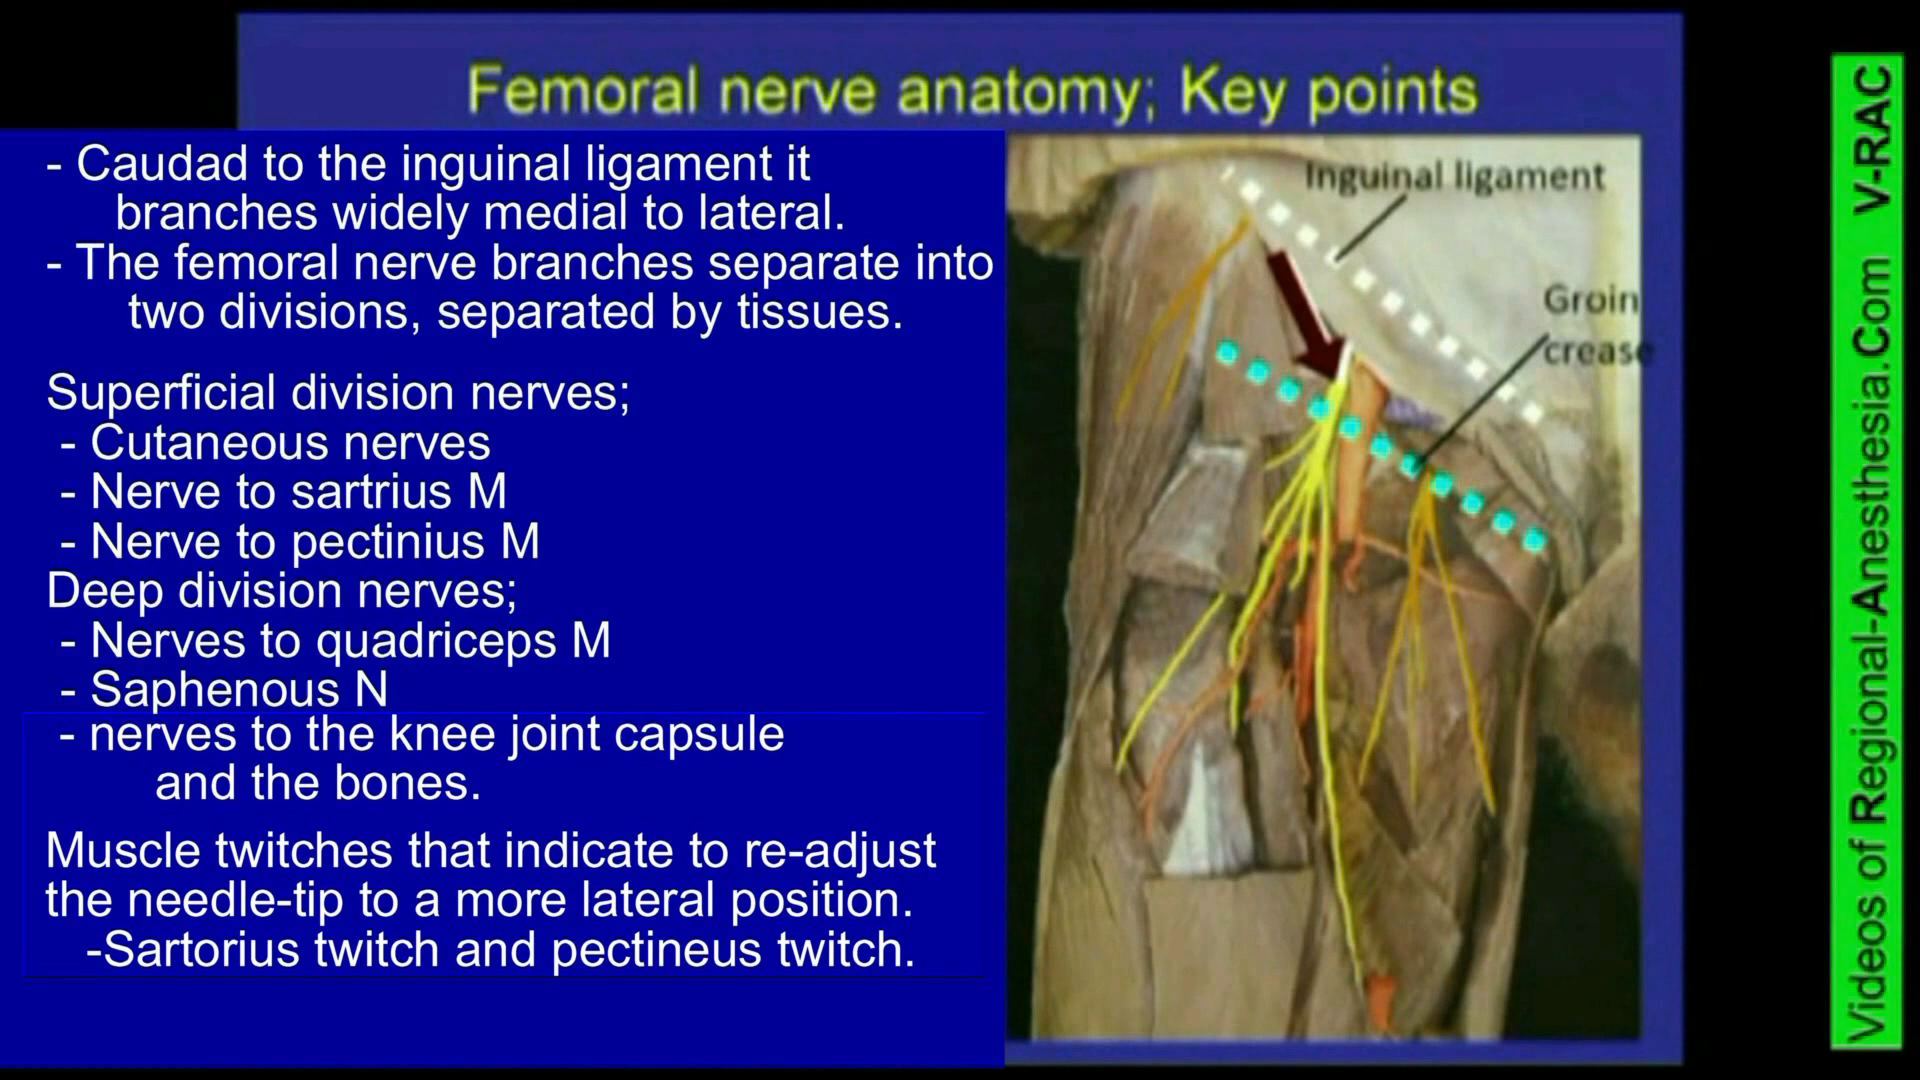 Femoral nerve anatomy; Key points
- Caudad to the inguinal ligament it
branches widely medial to lateral.
- The femoral nerve branches separate into
two divisions, separated by tissues.
Superficial division nerves;
- Cutaneous nerves
- Nerve to sartrius M
- Nerve to pectinius M
Deep division nerves;
- Nerves to quadriceps M
- Saphenous N
- nerves to the knee joint capsule
and the bones.
Muscle twitches that indicate to re-adjust
the needle-tip to a more lateral position.
-Sartorius twitch and pectineus twitch.
Inguinal ligament
Groin
crease
Videos of Regional-Anesthesia.Com V-RAC